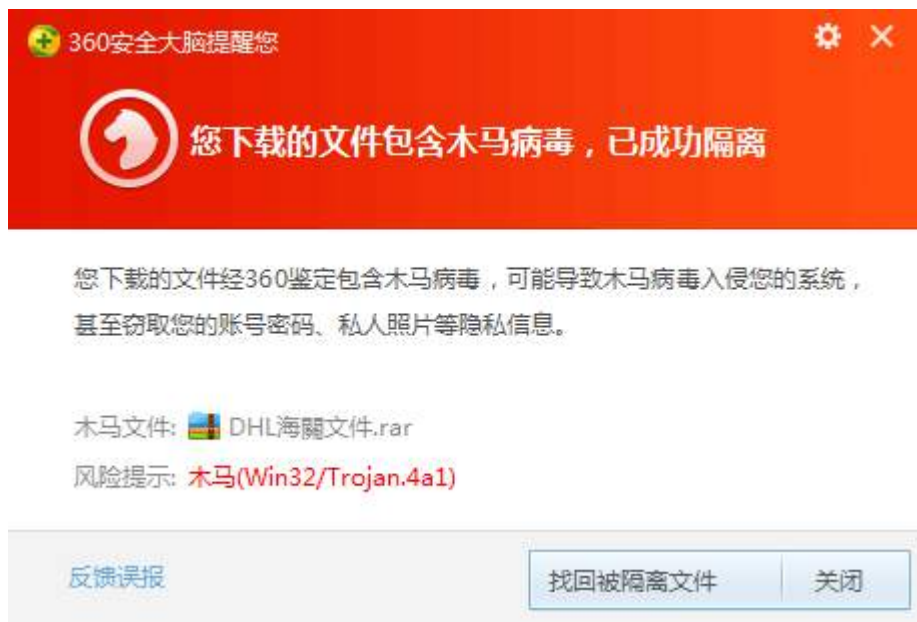 360安全大脑提醒您
您下载的文件包含木马病毒，已成功隔离
您下载的文件经360鉴定包含木马病毒，可能导致木马病毒入侵您的系统，
甚至窃取您的账号密码、私人照片等隐私信息。
木马文件: DHL海關文件.rar
风险提示: 木马(Win32/Trojan.4a1)
反馈误报
找回被隔离文件
关闭